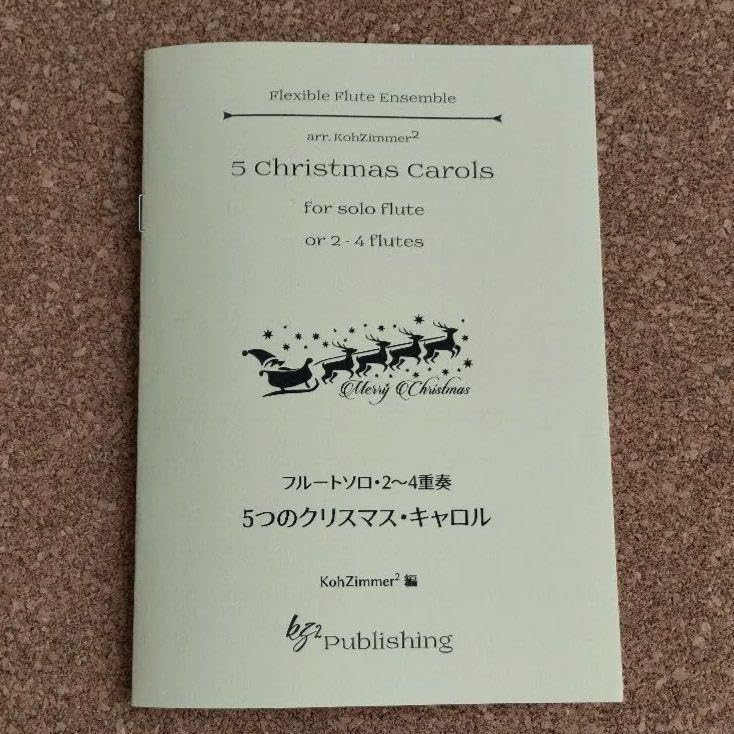 Flexible Flute Ensemble
arr. KohZimmer²
5 Christmas Carols
for solo flute
or 2 - 4 flutes
Merry Christmas
フルートソロ・2〜4重奏
5つのクリスマス・キャロル
KohZimmer² 編
kz2 Publishing